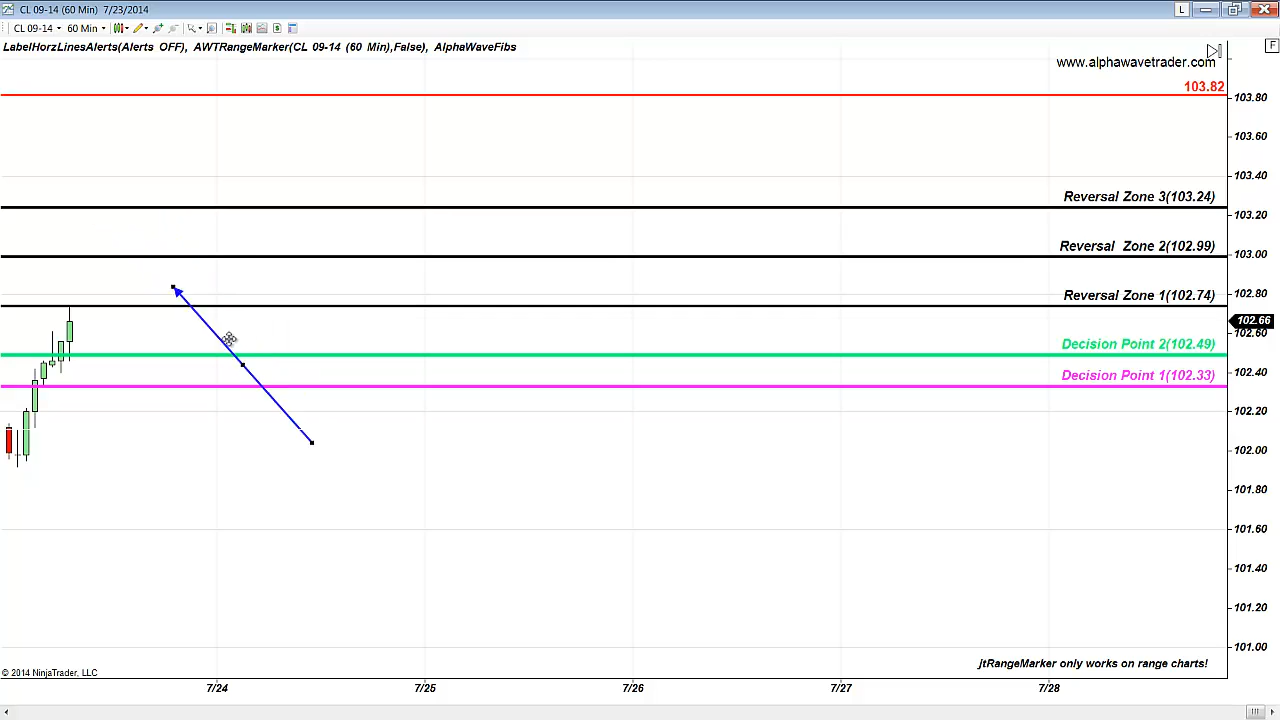 CL 09-14 (60 Min) 7/23/2014
L
CL 09-14 60 Min
LabelHorzLinesAlerts(Alerts OFF), AWTRangeMarker(CL 09-14 (60 Min),False), AlphaWaveFibs
F
www.alphawavetrader.com
103.82
103.80
103.60
103.40
Reversal Zone 3(103.24)
103.20
Reversal Zone 2(102.99)
103.00
Reversal Zone 1(102.74)
102.80
102.66
102.60
Decision Point 2(102.49)
Decision Point 1(102.33)
102.40
102.20
102.00
101.80
101.60
101.40
101.20
101.00
jtRangeMarker only works on range charts!
© 2014 NinjaTrader, LLC
7/24 7/25 7/26 7/27 7/28